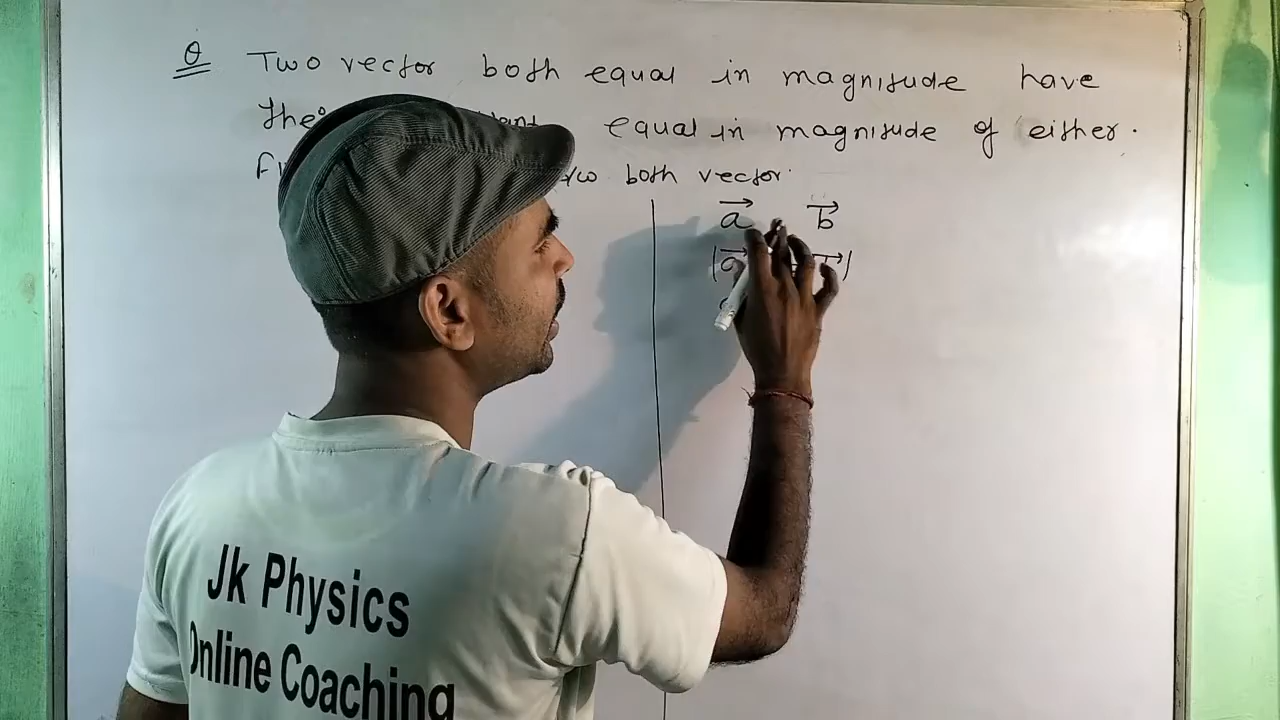 Q Two vector both equal in magnitude have
their equal in magnitude of either.
both vector.
a⃗ b⃗
|a⃗ |
Jk Physics
Online Coaching